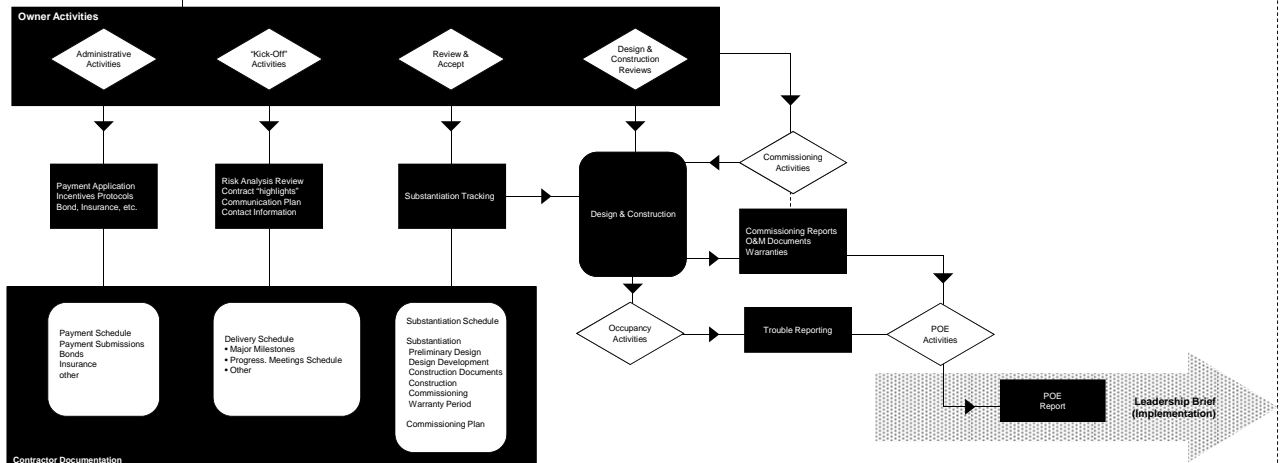 Owner Activities
Administrative
Activities
"Kick-Off"
Activities
Review &
Accept
Design &
Construction
Reviews
Commissioning
Activities
Payment Application
Incentives Protocols
Bond, Insurance, etc.
Risk Analysis Review
Contract "highlights"
Communication Plan
Contact Information
Substantiation Tracking
Design & Construction
Commissioning Reports
O&M Documents
Warranties
Payment Schedule
Payment Submissions
Bonds
Insurance
other
Delivery Schedule
• Major Milestones
• Progress. Meetings Schedule
• Other
Substantiation Schedule
Substantiation
Preliminary Design
Design Development
Construction Documents
Construction
Commissioning
Warranty Period
Commissioning Plan
Occupancy
Activities
Trouble Reporting
POE
Activities
POE
Report
Leadership Brief
(Implementation)
Contractor Documentation